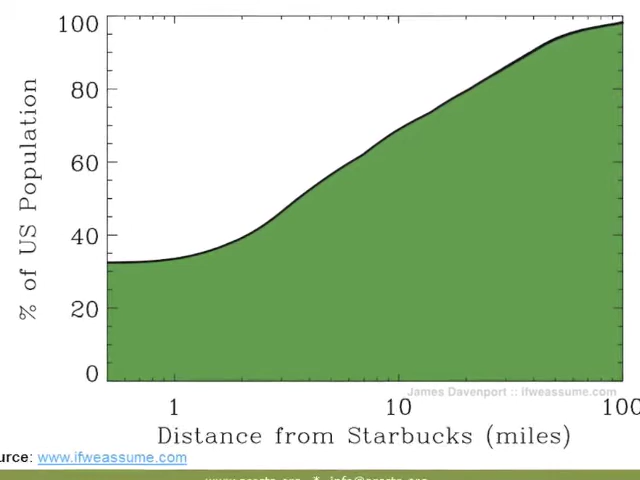 100
80
60
40
20
0
% of US Population
James Davenport :: ifweassume.com
1 10 100
Distance from Starbucks (miles)
urce: www.ifweassume.com